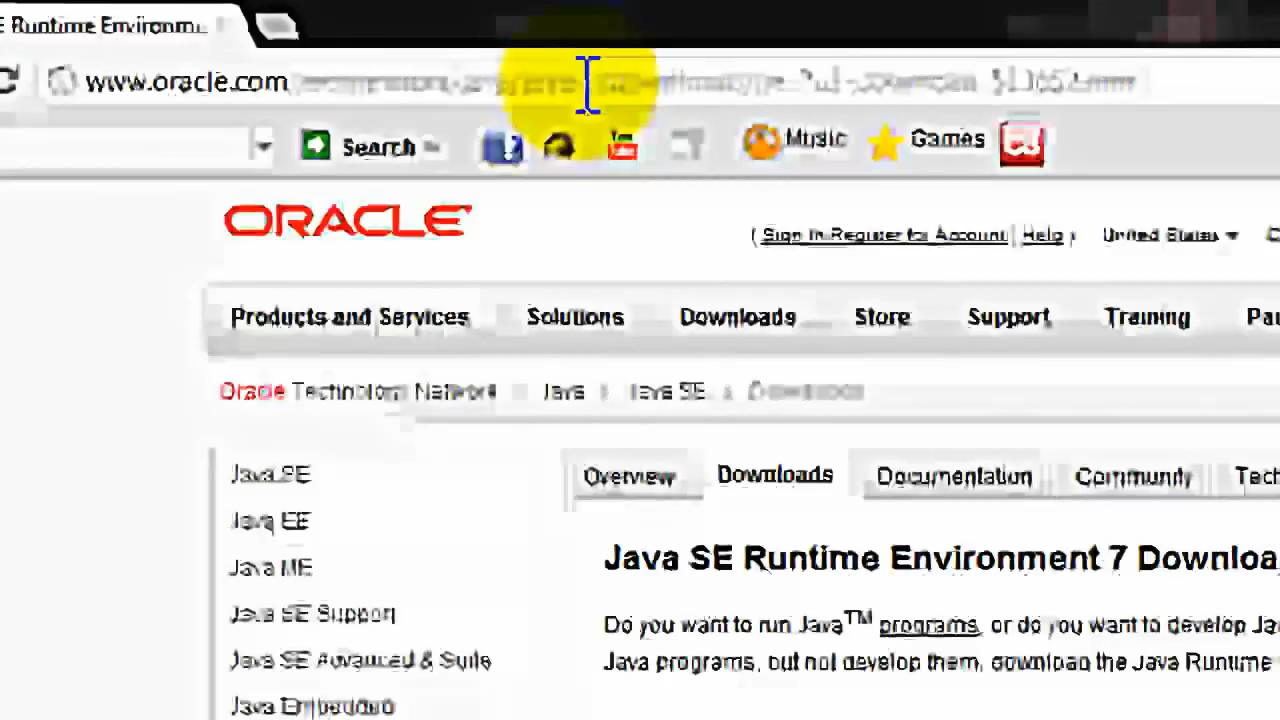 E Runtime Environm
www.oracle.com
Search Music Games
ORACLE
Sign In/Register for Account Help United States
Products and Services Solutions Downloads Store Support Training Pa
Oracle Technology Network Java Java SE Downloads
Java SE
Java EE
Java ME
Java SE Support
Java SE Advanced & Suite
Java Embedded
Overview Downloads Documentation Community Tech
Java SE Runtime Environment 7 Downloa
Do you want to run Java™ programs, or do you want to develop Ja
Java programs, but not develop them, download the Java Runtime